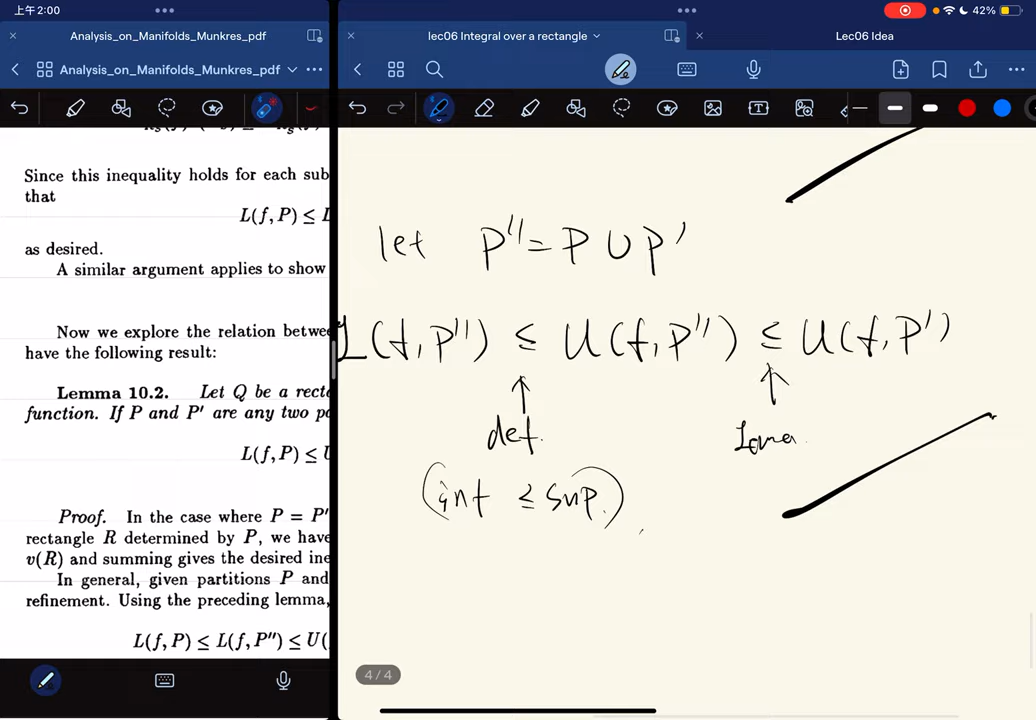 上午2:00
42%
Analysis_on_Manifolds_Munkres_pdf
lec06 Integral over a rectangle
Lec06 Idea
Analysis_on_Manifolds_Munkres_pdf
Since this inequality holds for each sub
that
L(f, P) ≤ L
as desired.
A similar argument applies to show
Now we explore the relation betwee
have the following result:
Lemma 10.2. Let Q be a recta
function. If P and P' are any two pa
L(f, P) ≤ U
Proof. In the case where P = P'
rectangle R determined by P, we have
v(R) and summing gives the desired ine
In general, given partitions P and
refinement. Using the preceding lemma,
L(f, P) ≤ L(f, P″) ≤ U(
let P″ = P ∪ P′
L(f, P″) ≤ U(f, P″) ≤ U(f, P′)
def.
(inf ≤ sup.)
4/4